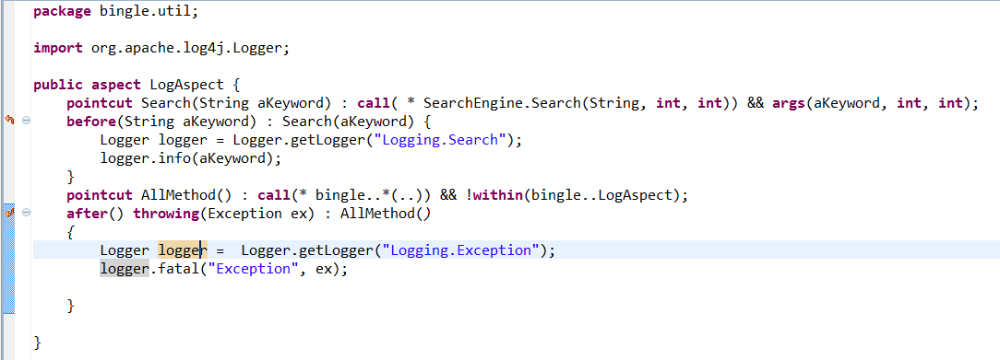 package bingle.util;
import org.apache.log4j.Logger;
public aspect LogAspect {
pointcut Search(String aKeyword) : call( * SearchEngine.Search(String, int, int)) && args(aKeyword, int, int);
before(String aKeyword) : Search(aKeyword) {
Logger logger = Logger.getLogger("Logging.Search");
logger.info(aKeyword);
}
pointcut AllMethod() : call(* bingle..*(..)) && !within(bingle..LogAspect);
after() throwing(Exception ex) : AllMethod()
{
Logger logger =  Logger.getLogger("Logging.Exception");
logger.fatal("Exception", ex);
}
}